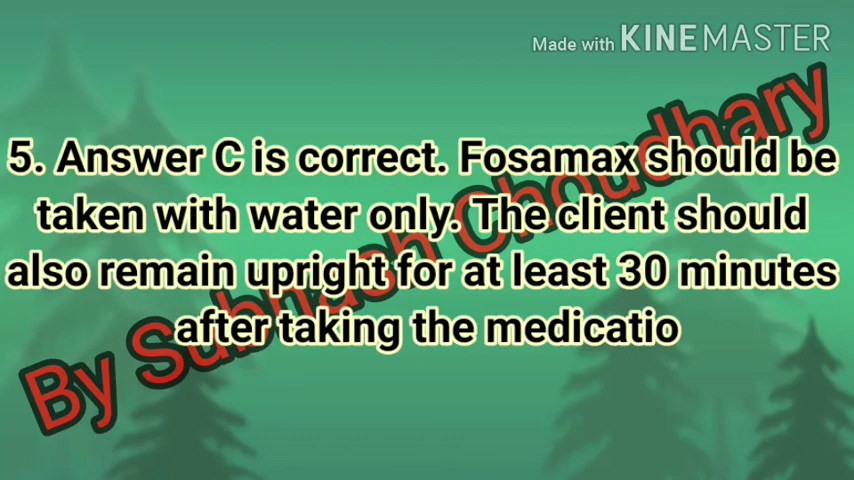 Made with KINEMASTER
5. Answer C is correct. Fosamax should be
taken with water only. The client should
also remain upright for at least 30 minutes
after taking the medicatio
By Subhash Choudhary